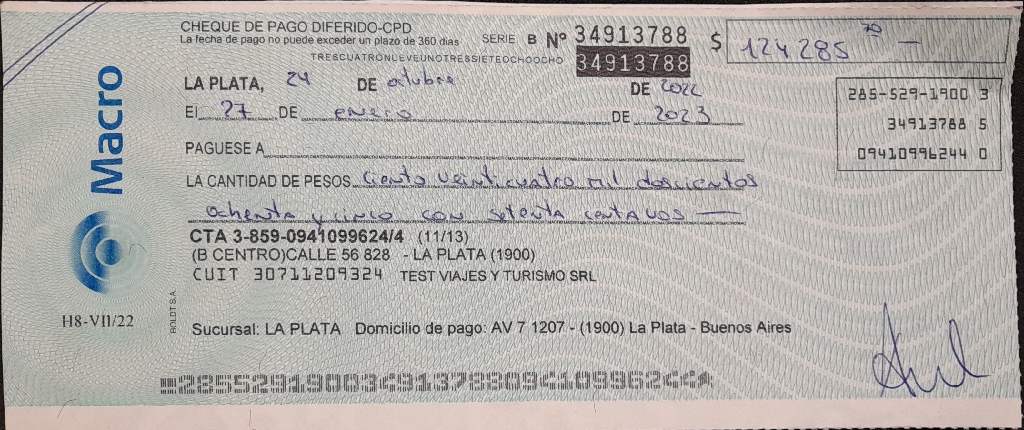 CHEQUE DE PAGO DIFERIDO-CPD
La fecha de pago no puede exceder un plazo de 360 dias
SERIE B Nº 34913788
$ 124285 70 —
TRESCUATRONUEVEUNOTRESSIETEOCHOOCHO
34913788
LA PLATA, 24 DE octubre DE 2022
El 27 DE enero DE 2023
285-529-1900 3
34913788 5
09410996244 0
PAGUESE A
LA CANTIDAD DE PESOS Ciento veinticuatro mil doscientos
ochenta y cinco con setenta centavos —
CTA 3-859-0941099624/4 (11/13)
(B CENTRO)CALLE 56 828 - LA PLATA (1900)
CUIT 30711209324 TEST VIAJES Y TURISMO SRL
Sucursal: LA PLATA Domicilio de pago: AV 7 1207 - (1900) La Plata - Buenos Aires
Macro
H8-VII/22
BOLDT S.A.
28552919003491378809410996244